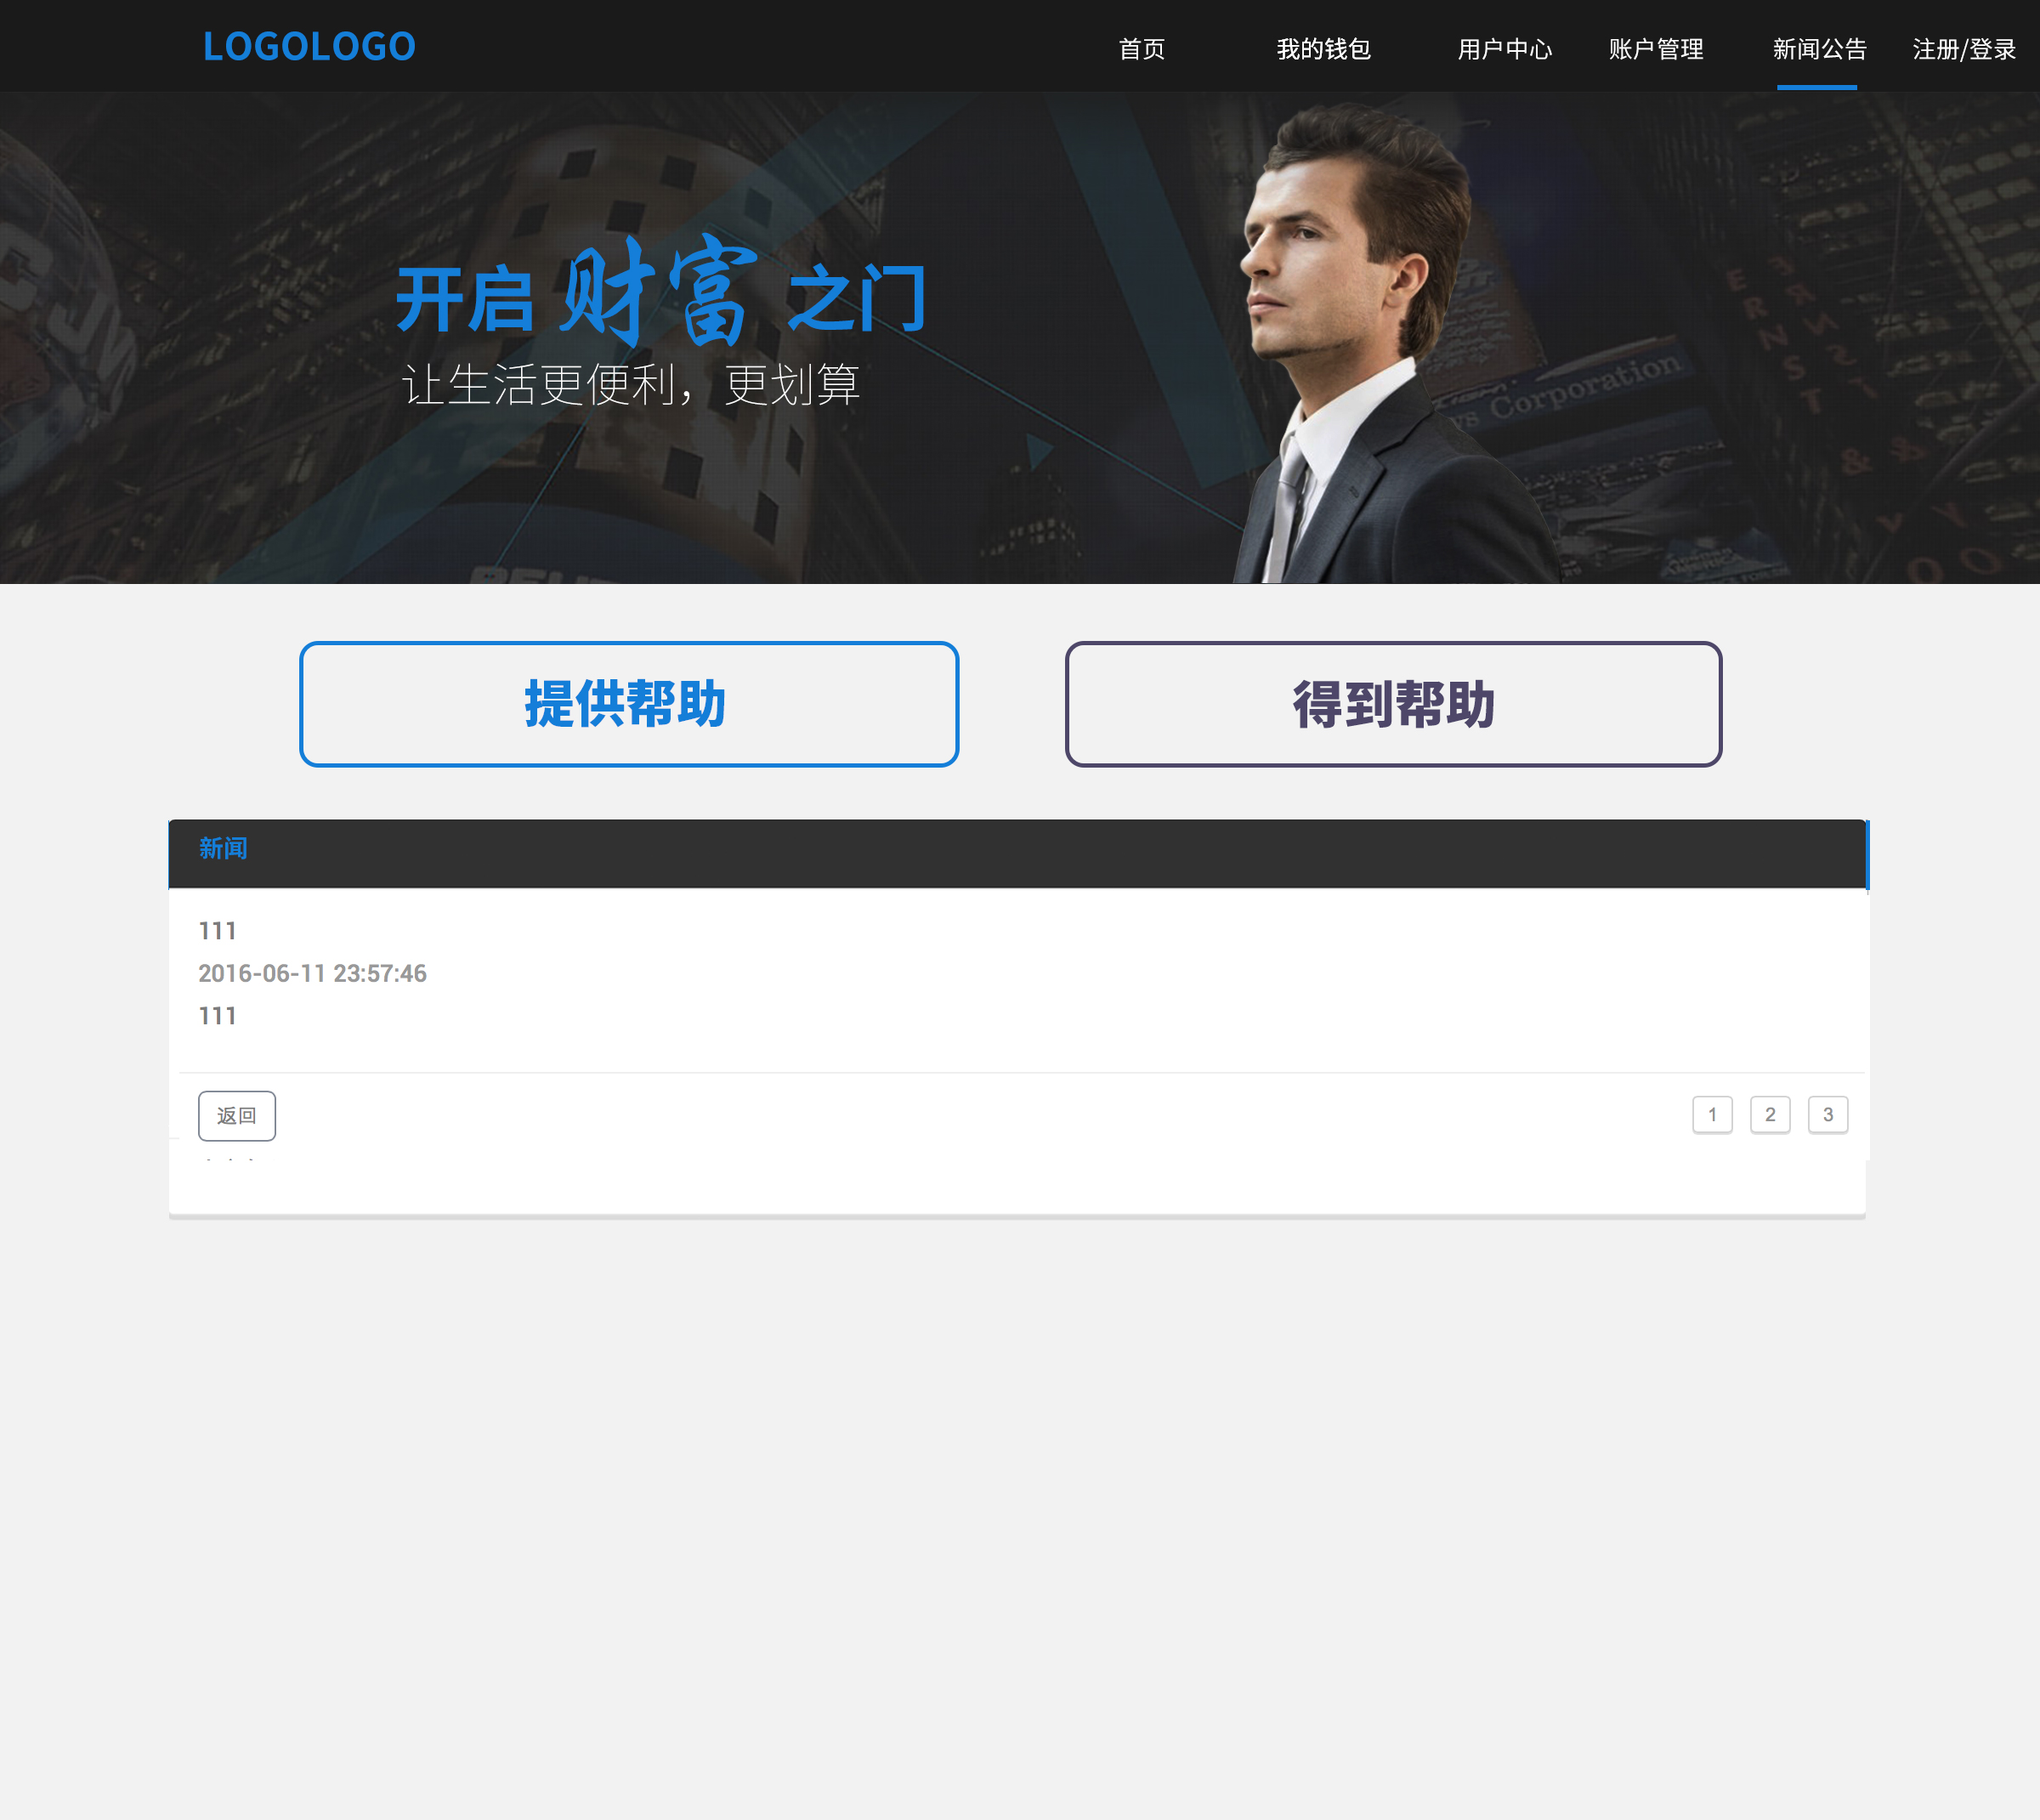 LOGOLOGO
首页 我的钱包 用户中心 账户管理 新闻公告 注册/登录
开启 财富 之门
让生活更便利，更划算
Corporation
ERNST
&
提供帮助
得到帮助
新闻
111
2016-06-11 23:57:46
111
返回
1 2 3